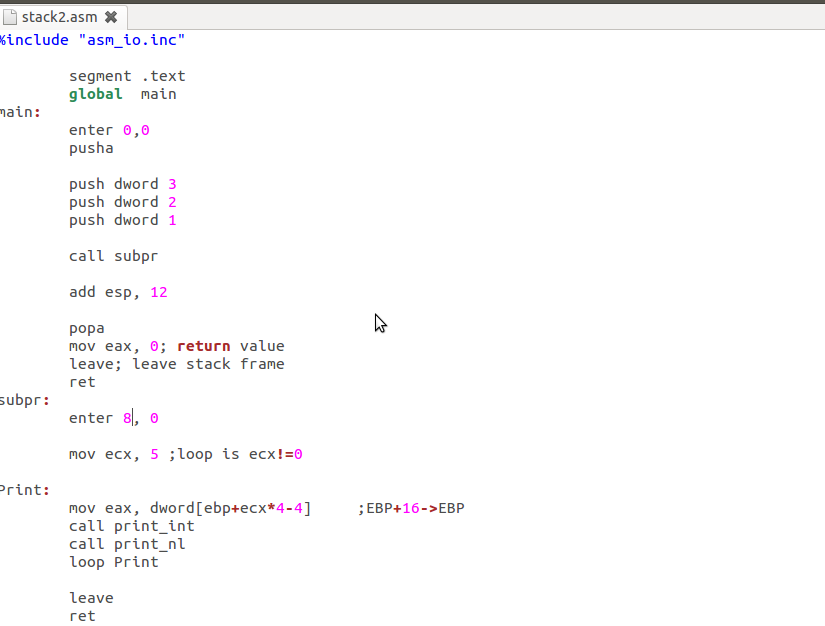 stack2.asm
%include "asm_io.inc"
segment .text
global main
main:
enter 0,0
pusha
push dword 3
push dword 2
push dword 1
call subpr
add esp, 12
popa
mov eax, 0; return value
leave; leave stack frame
ret
subpr:
enter 8, 0
mov ecx, 5 ;loop is ecx!=0
Print:
mov eax, dword[ebp+ecx*4-4] ;EBP+16->EBP
call print_int
call print_nl
loop Print
leave
ret